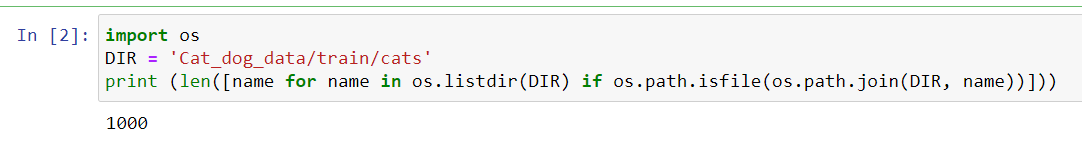 In [2]: import os
DIR = 'Cat_dog_data/train/cats'
print (len([name for name in os.listdir(DIR) if os.path.isfile(os.path.join(DIR, name))]))
1000